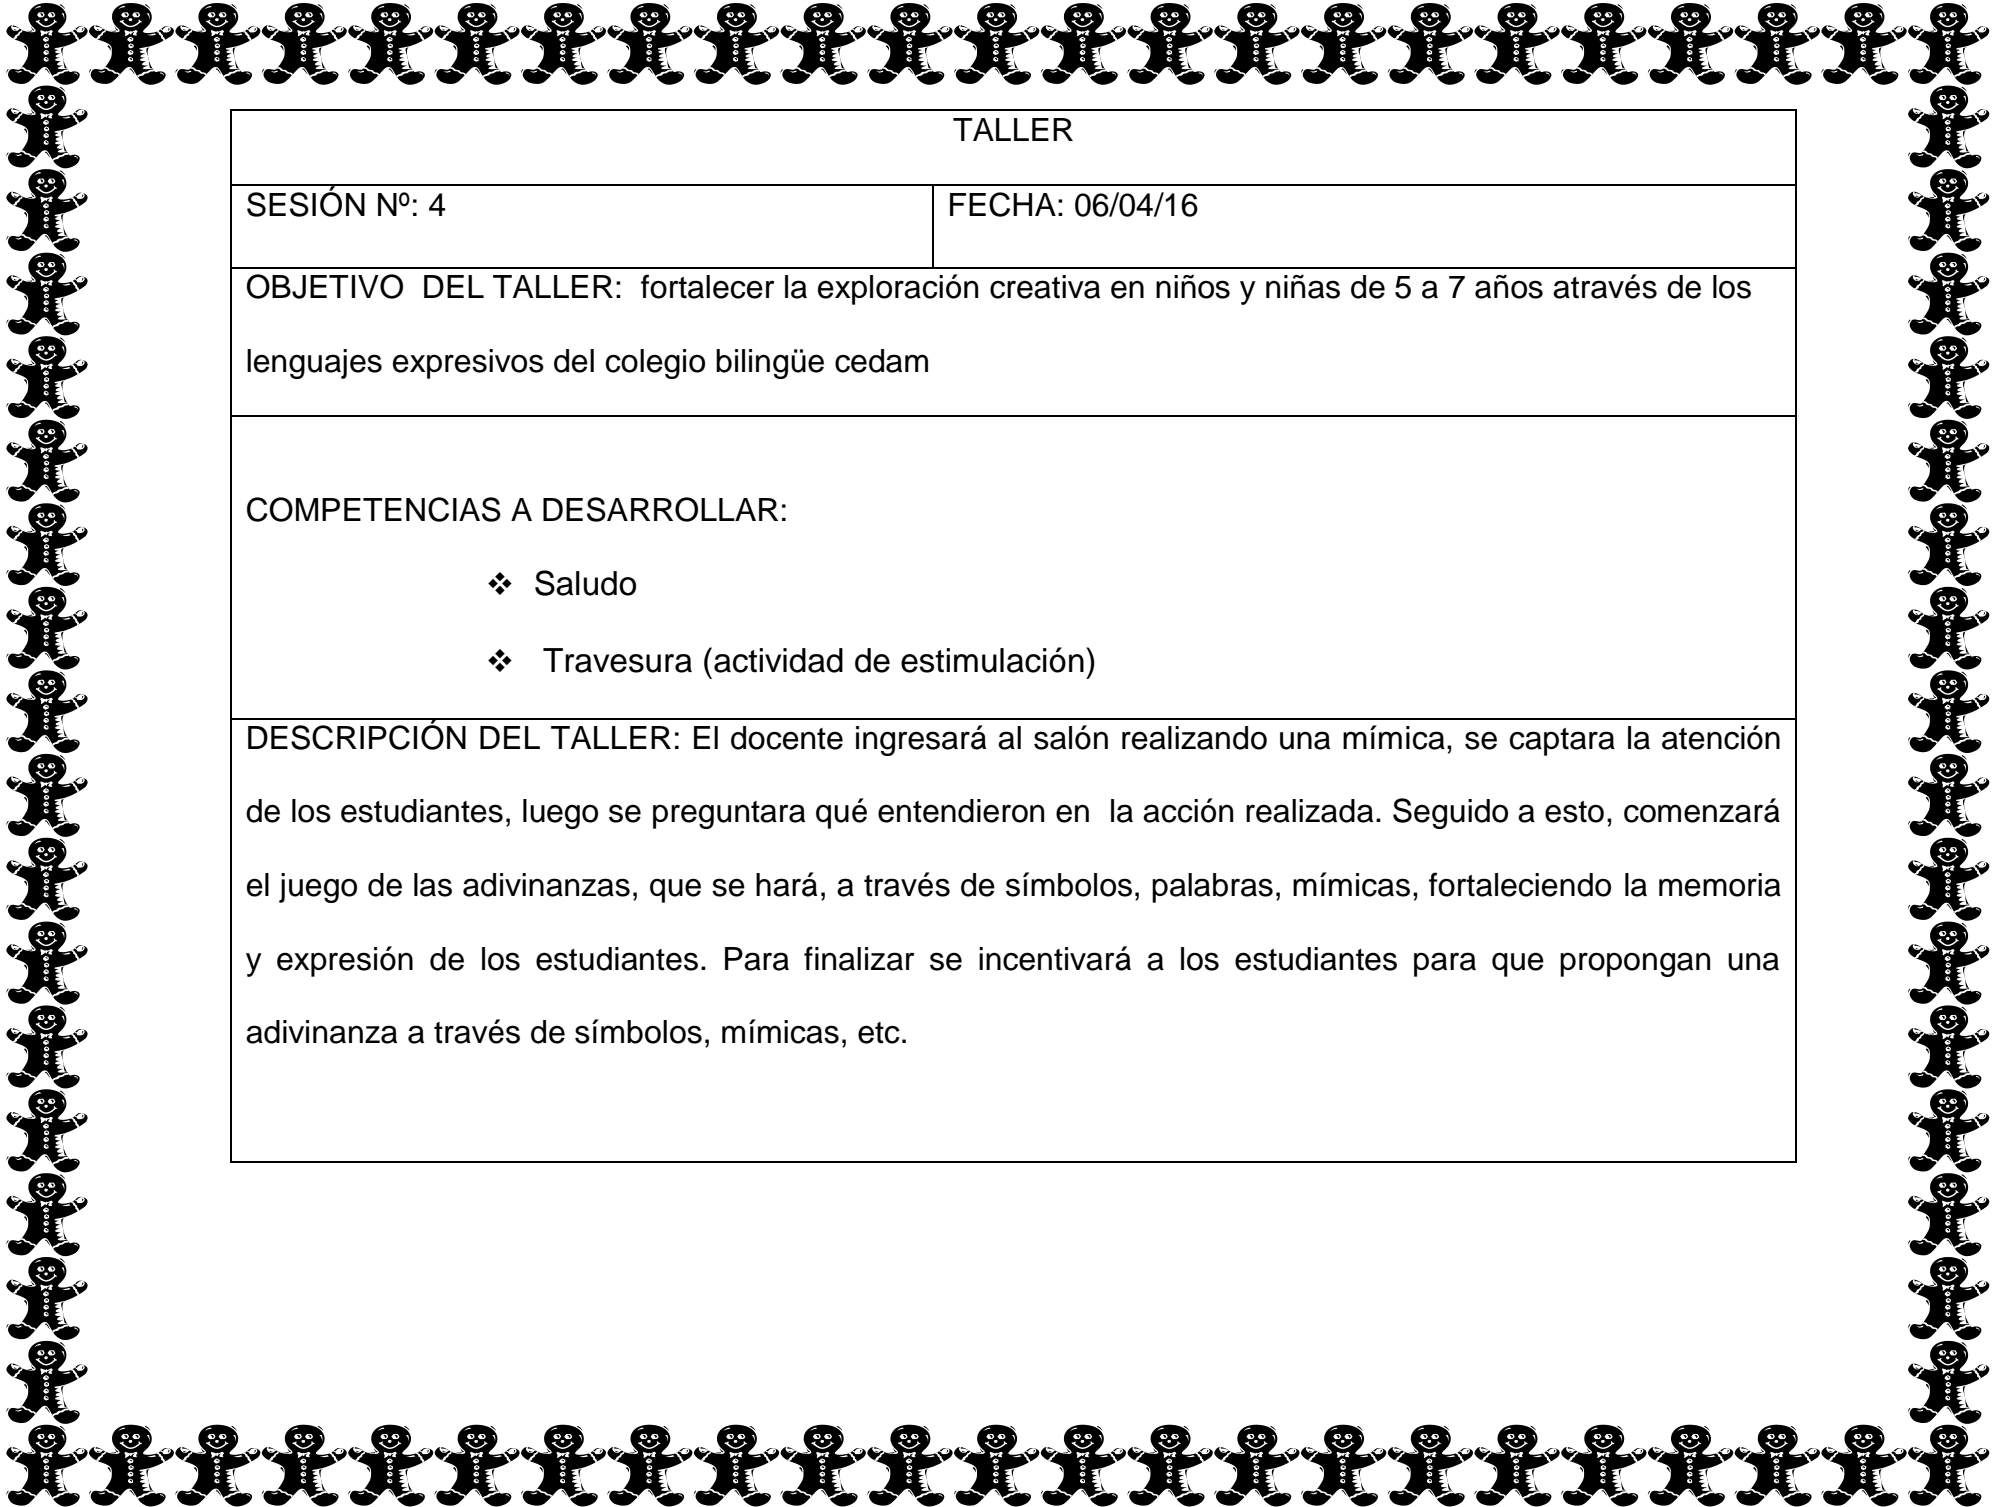 TALLER
SESIÓN Nº: 4
FECHA: 06/04/16
OBJETIVO  DEL TALLER:  fortalecer la exploración creativa en niños y niñas de 5 a 7 años através de los
lenguajes expresivos del colegio bilingüe cedam
COMPETENCIAS A DESARROLLAR:
❖ Saludo
❖ Travesura (actividad de estimulación)
DESCRIPCIÓN DEL TALLER: El docente ingresará al salón realizando una mímica, se captara la atención
de los estudiantes, luego se preguntara qué entendieron en  la acción realizada. Seguido a esto, comenzará
el juego de las adivinanzas, que se hará, a través de símbolos, palabras, mímicas, fortaleciendo la memoria
y expresión de los estudiantes. Para finalizar se incentivará a los estudiantes para que propongan una
adivinanza a través de símbolos, mímicas, etc.